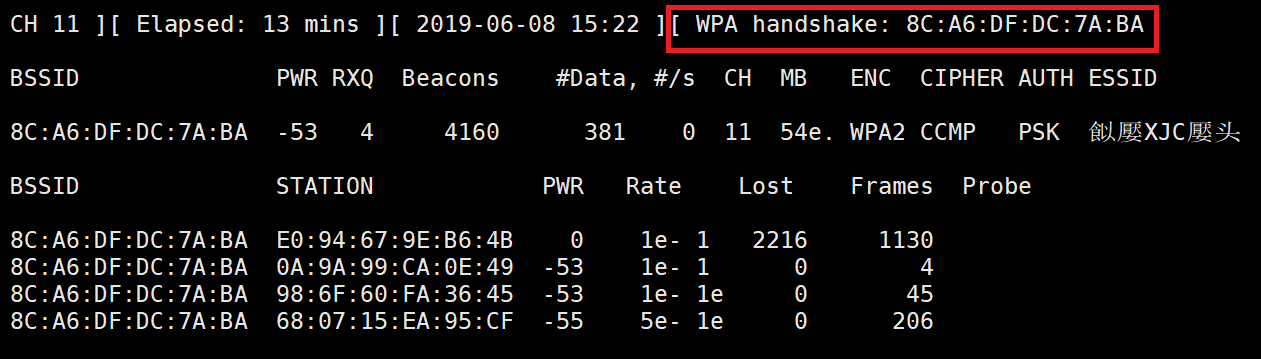 CH 11 ][ Elapsed: 13 mins ][ 2019-06-08 15:22 ][ WPA handshake: 8C:A6:DF:DC:7A:BA
BSSID PWR RXQ Beacons #Data, #/s CH MB ENC CIPHER AUTH ESSID
8C:A6:DF:DC:7A:BA -53 4 4160 381 0 11 54e. WPA2 CCMP PSK 飤屪XJC屪头
BSSID STATION PWR Rate Lost Frames Probe
8C:A6:DF:DC:7A:BA E0:94:67:9E:B6:4B 0 1e- 1 2216 1130
8C:A6:DF:DC:7A:BA 0A:9A:99:CA:0E:49 -53 1e- 1 0 4
8C:A6:DF:DC:7A:BA 98:6F:60:FA:36:45 -53 1e- 1e 0 45
8C:A6:DF:DC:7A:BA 68:07:15:EA:95:CF -55 5e- 1e 0 206